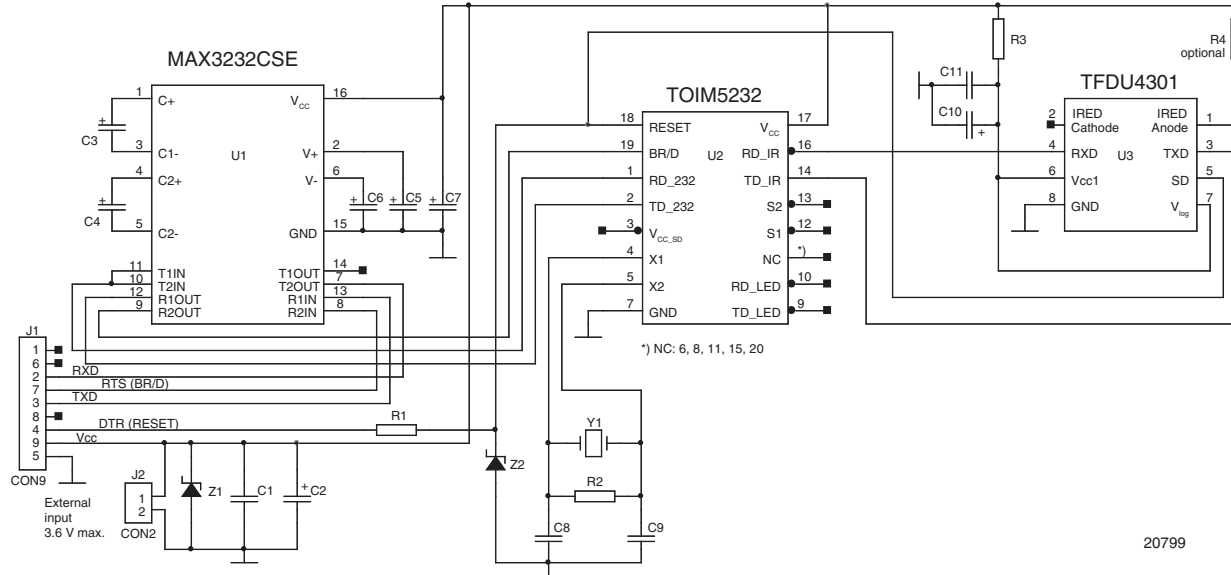 MAX3232CSE
1
C+
V_CC
16
C3
3
C1-
U1
V+
2
4
C2+
V-
6
C4
5
C2-
GND
15
C6
C5
C7
11
T1IN
T1OUT
14
10
T2IN
T2OUT
7
12
R1OUT
R1IN
13
9
R2OUT
R2IN
8
J1
1
6
2
RXD
7
RTS (BR/D)
3
TXD
8
4
DTR (RESET)
R1
9
Vcc
5
CON9
External
input
3.6 V max.
J2
1
2
CON2
Z1
C1
C2
Z2
TOIM5232
18
RESET
V_CC
17
19
BR/D
U2
RD_IR
16
1
RD_232
TD_IR
14
2
TD_232
S2
13
3
V_CC_SD
S1
12
4
X1
NC
*)
5
X2
RD_LED
10
7
GND
TD_LED
9
*) NC: 6, 8, 11, 15, 20
Y1
R2
C8
C9
R3
C11
C10
R4
optional
TFDU4301
2
IRED
Cathode
IRED
Anode
1
4
RXD
U3
TXD
3
6
Vcc1
SD
5
8
GND
V_log
7
20799